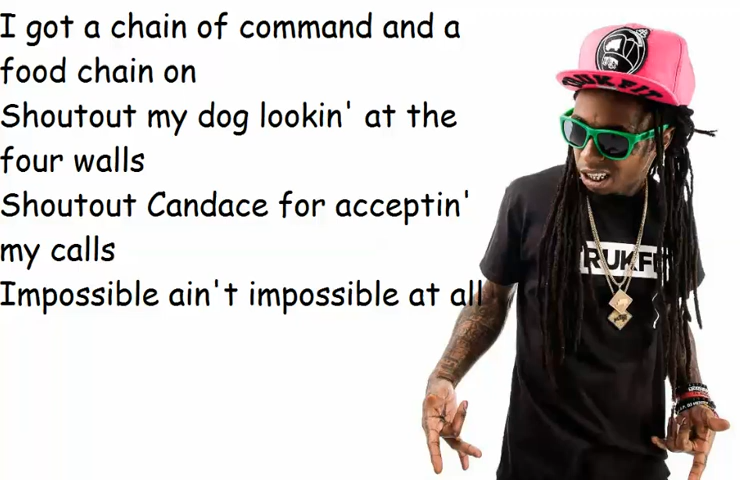 I got a chain of command and a
food chain on
Shoutout my dog lookin' at the
four walls
Shoutout Candace for acceptin'
my calls
Impossible ain't impossible at all
TRUKFIT